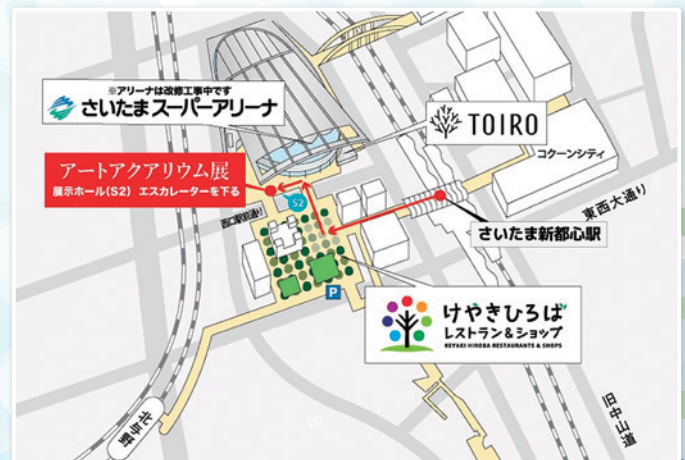 ※アリーナは改修工事中です
さいたまスーパーアリーナ
TOIRO
コクーンシティ
アートアクアリウム展
展示ホール(S2) エスカレーターを下る
S2
東西大通り
さいたま新都心駅
P
けやきひろば
レストラン&ショップ
KEYAKI HIROBA RESTAURANTS & SHOPS
北与野
旧中山道
W